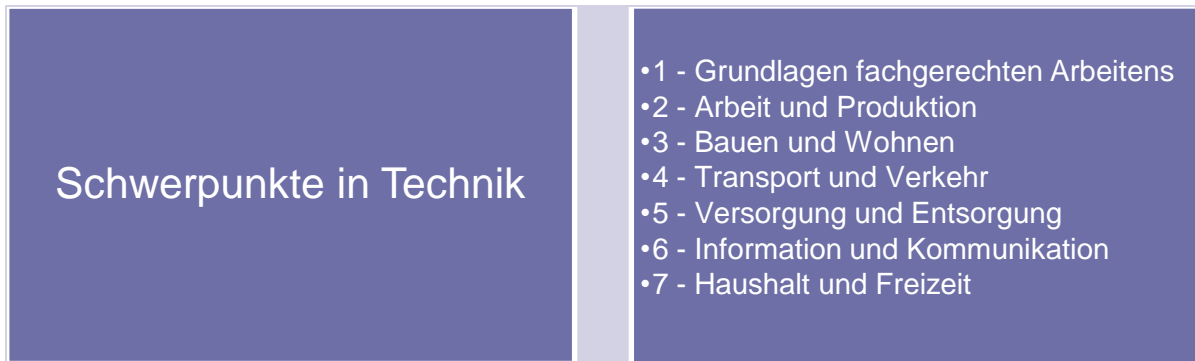 Schwerpunkte in Technik
•1 - Grundlagen fachgerechten Arbeitens
•2 - Arbeit und Produktion
•3 - Bauen und Wohnen
•4 - Transport und Verkehr
•5 - Versorgung und Entsorgung
•6 - Information und Kommunikation
•7 - Haushalt und Freizeit